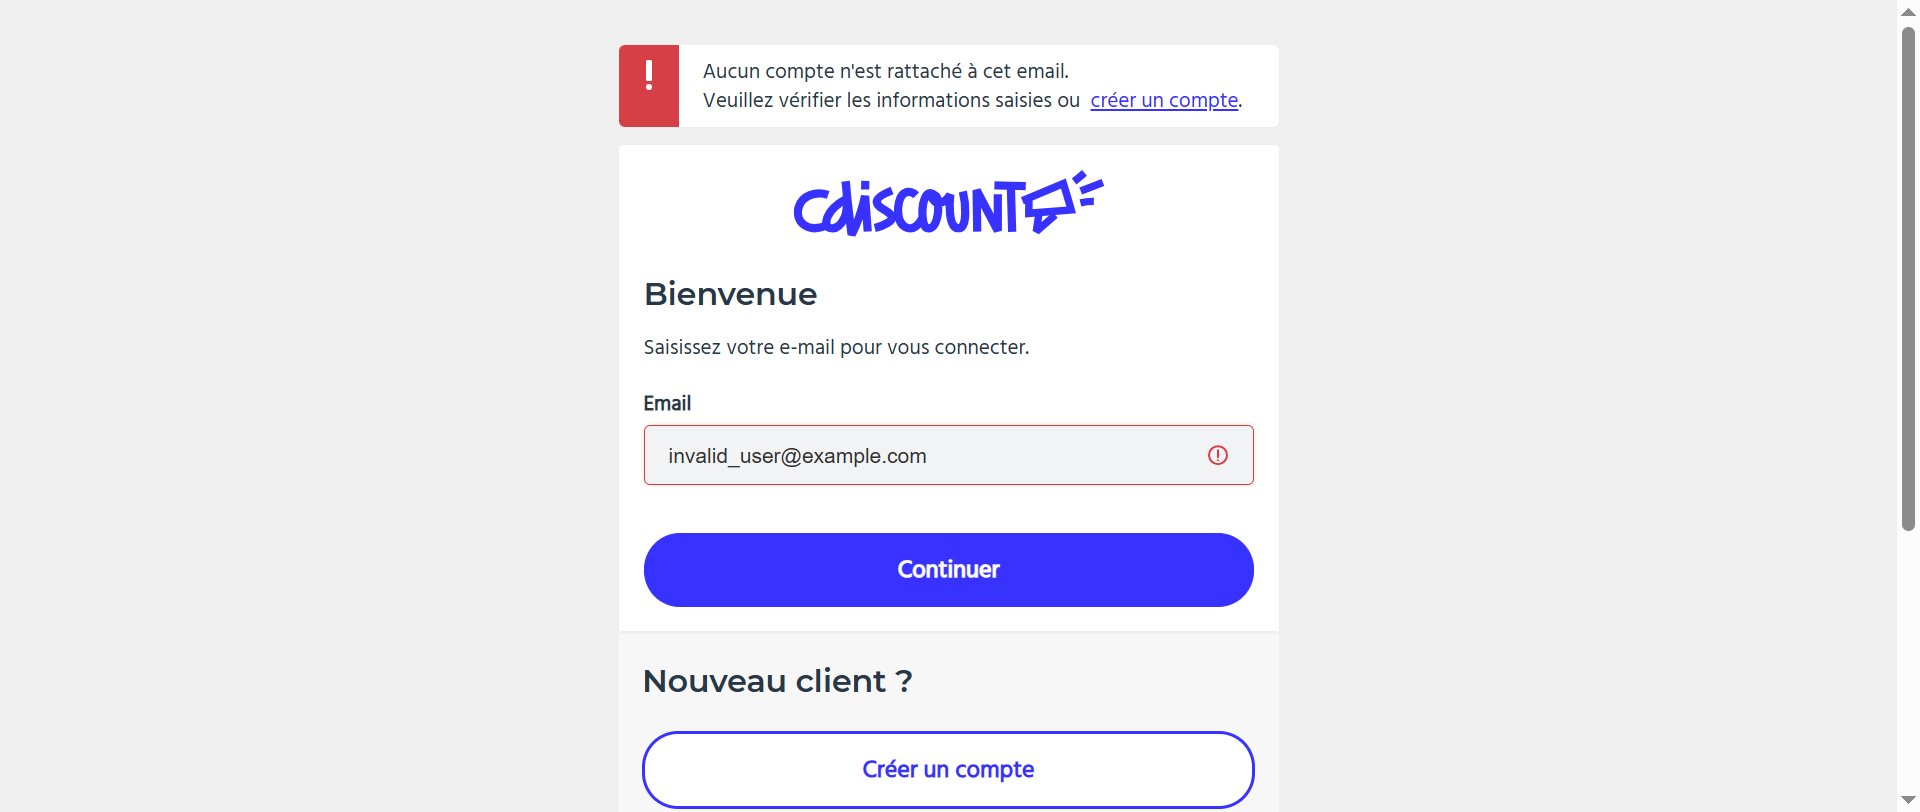 Aucun compte n'est rattaché à cet email.
Veuillez vérifier les informations saisies ou créer un compte.
Cdiscount
Bienvenue
Saisissez votre e-mail pour vous connecter.
Email
invalid_user@example.com
Continuer
Nouveau client ?
Créer un compte